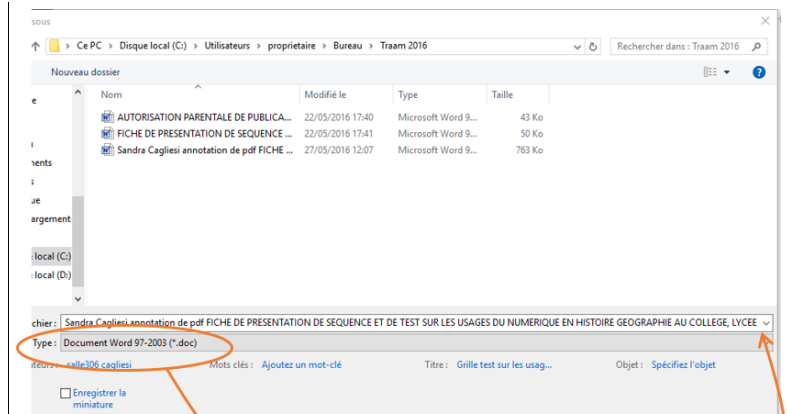 sous
Ce PC > Disque local (C:) > Utilisateurs > proprietaire > Bureau > Traam 2016
Rechercher dans : Traam 2016
Nouveau dossier
Nom Modifié le Type Taille
AUTORISATION PARENTALE DE PUBLICA... 22/05/2016 17:40 Microsoft Word 9... 43 Ko
FICHE DE PRESENTATION DE SEQUENCE ... 22/05/2016 17:41 Microsoft Word 9... 50 Ko
Sandra Cagliesi annotation de pdf FICHE ... 27/05/2016 12:07 Microsoft Word 9... 763 Ko
e
nents
s
ue
argement
local (C:)
local (D:)
chier : Sandra Cagliesi annotation de pdf FICHE DE PRESENTATION DE SEQUENCE ET DE TEST SUR LES USAGES DU NUMERIQUE EN HISTOIRE GEOGRAPHIE AU COLLEGE, LYCEE
Type : Document Word 97-2003 (*.doc)
iteurs : salle306 cagliesi Mots clés : Ajoutez un mot-clé Titre : Grille test sur les usag... Objet : Spécifiez l'objet
Enregistrer la
miniature